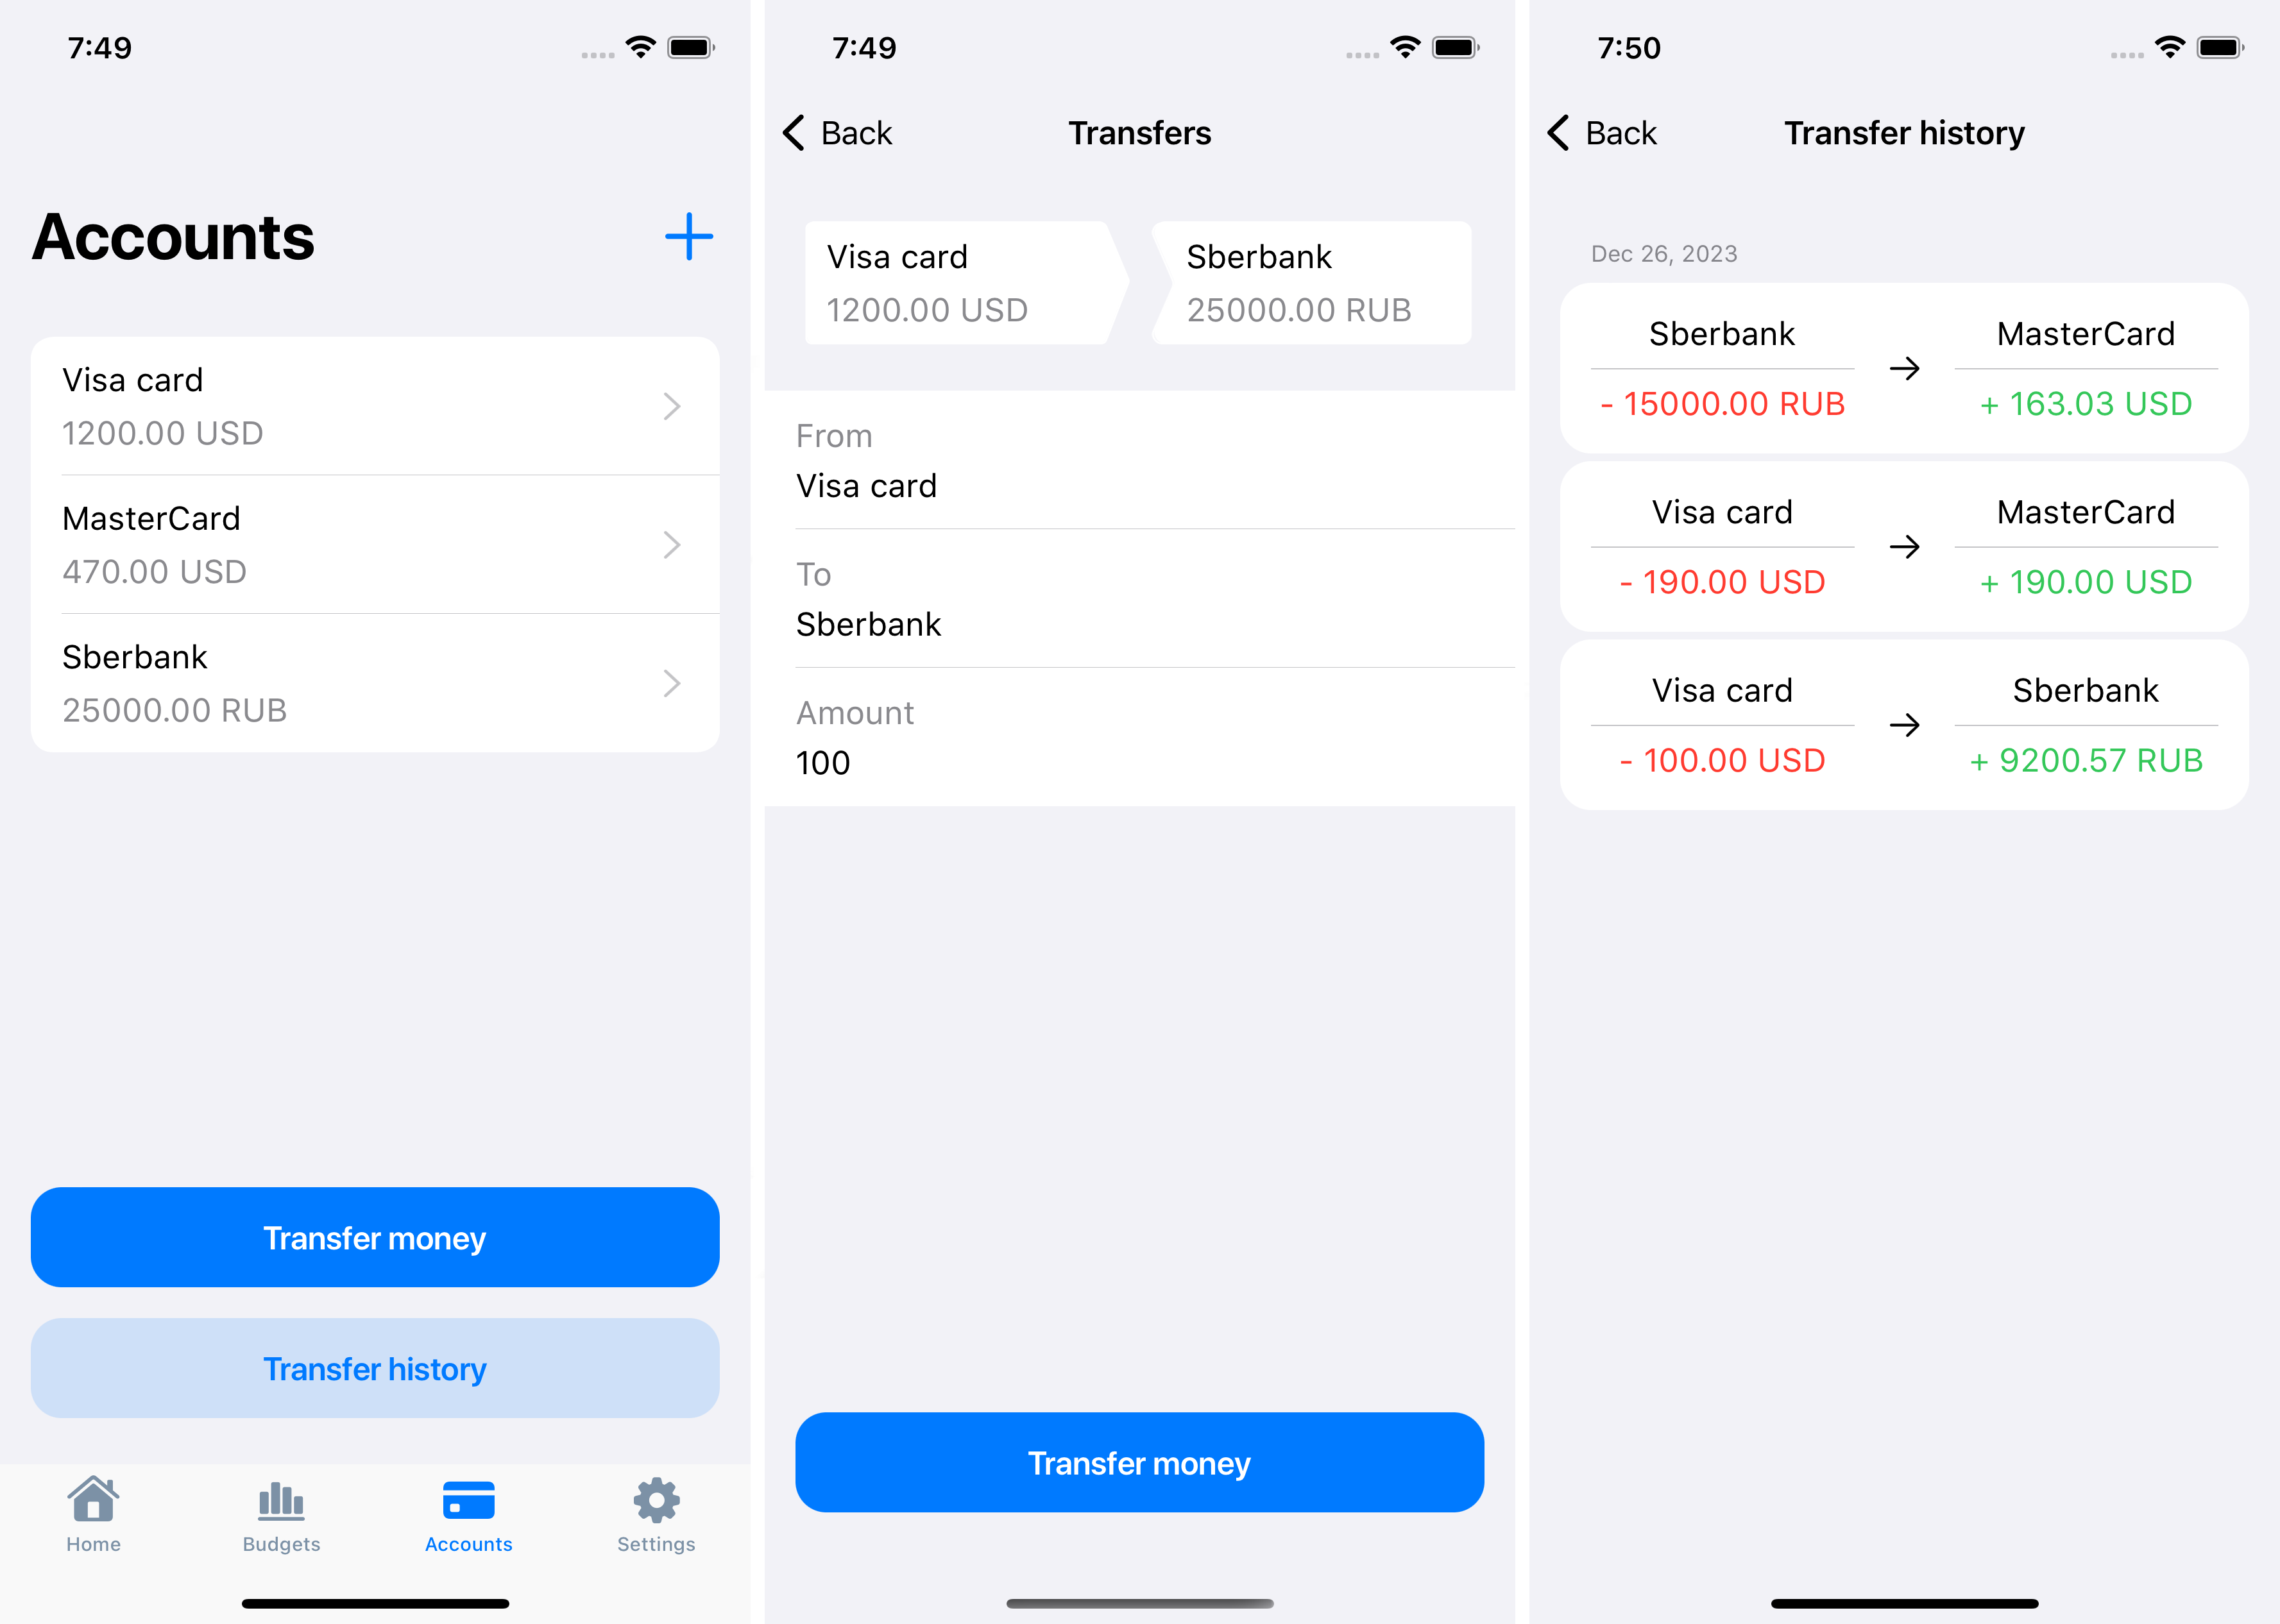 7:49
Accounts
Visa card
1200.00 USD
MasterCard
470.00 USD
Sberbank
25000.00 RUB
Transfer money
Transfer history
Home Budgets Accounts Settings
7:49
Back Transfers
Visa card Sberbank
1200.00 USD 25000.00 RUB
From
Visa card
To
Sberbank
Amount
100
Transfer money
7:50
Back Transfer history
Dec 26, 2023
Sberbank → MasterCard
- 15000.00 RUB + 163.03 USD
Visa card → MasterCard
- 190.00 USD + 190.00 USD
Visa card → Sberbank
- 100.00 USD + 9200.57 RUB